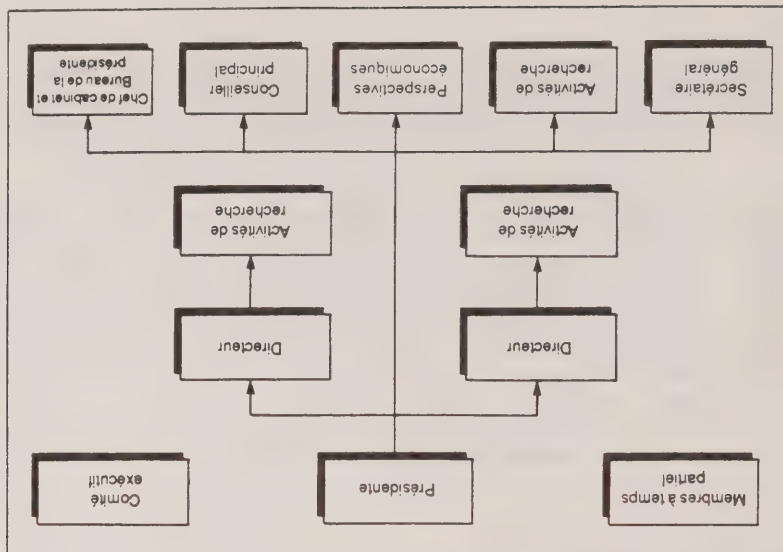 Membres à temps
partiel
Présidente
Comité
exécutif
Directeur
Directeur
Activités de
recherche
Activités de
recherche
Secrétaire
général
Activités de
recherche
Perspectives
économiques
Conseiller
principal
Chef de cabinet et
Bureau de la
présidente